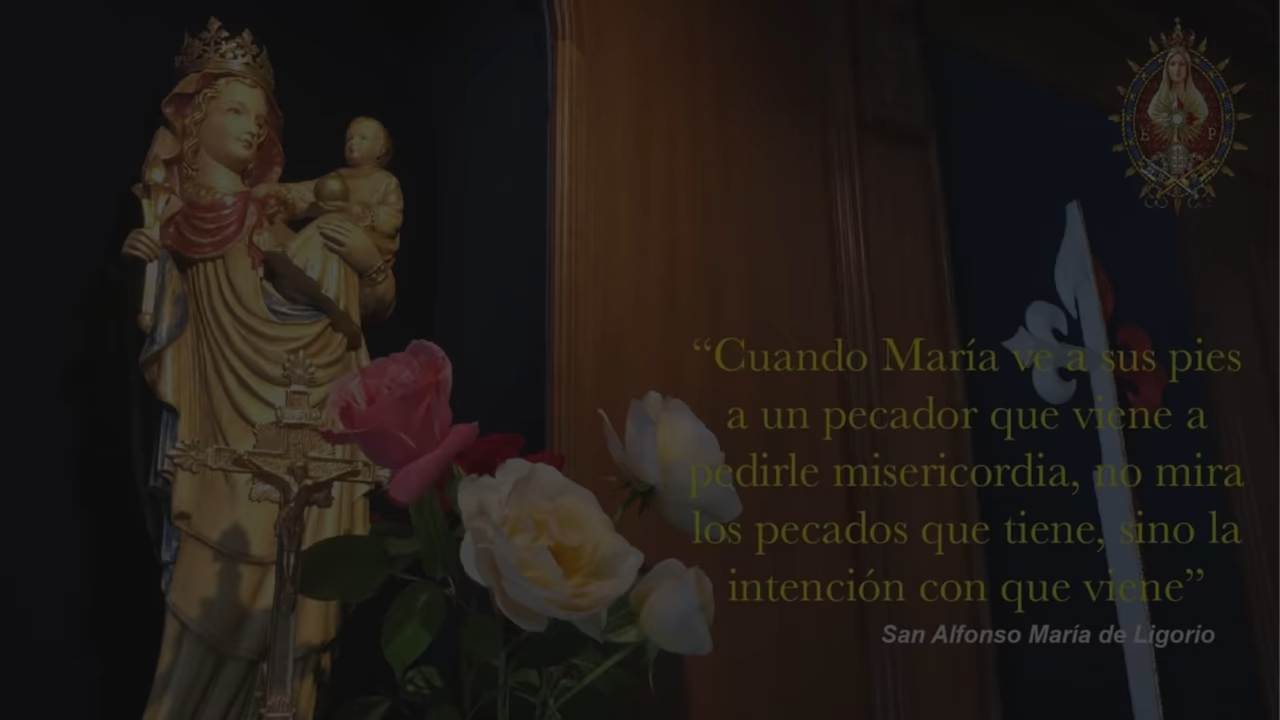 E P
“Cuando María ve a sus pies
a un pecador que viene a
pedirle misericordia, no mira
los pecados que tiene, sino la
intención con que viene”
San Alfonso María de Ligorio